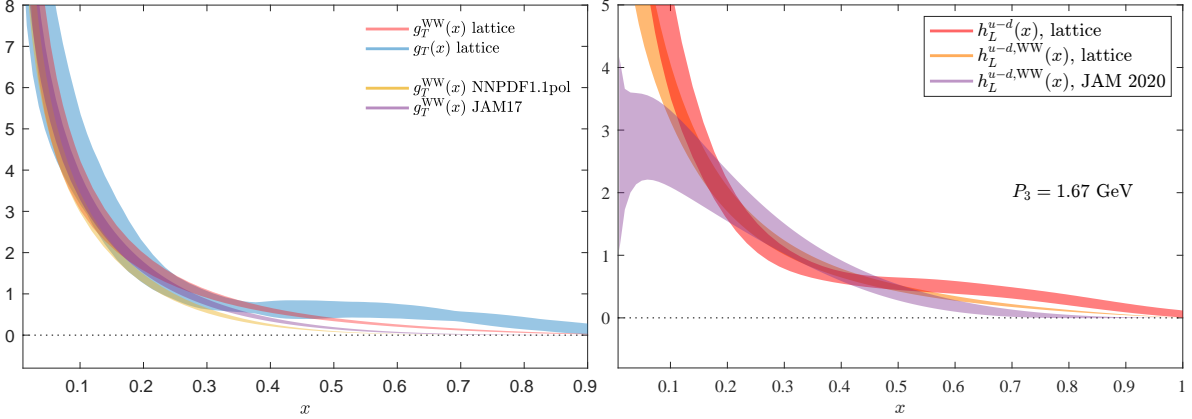 8
7
6
5
4
3
2
1
0
g_T^WW(x) lattice
g_T(x) lattice
g_T^WW(x) NNPDF1.1pol
g_T^WW(x) JAM17
0.1 0.2 0.3 0.4 0.5 0.6 0.7 0.8 0.9
x
5
4
3
2
1
0
h_L^{u−d}(x), lattice
h_L^{u−d,WW}(x), lattice
h_L^{u−d,WW}(x), JAM 2020
P_3 = 1.67 GeV
0.1 0.2 0.3 0.4 0.5 0.6 0.7 0.8 0.9 1
x